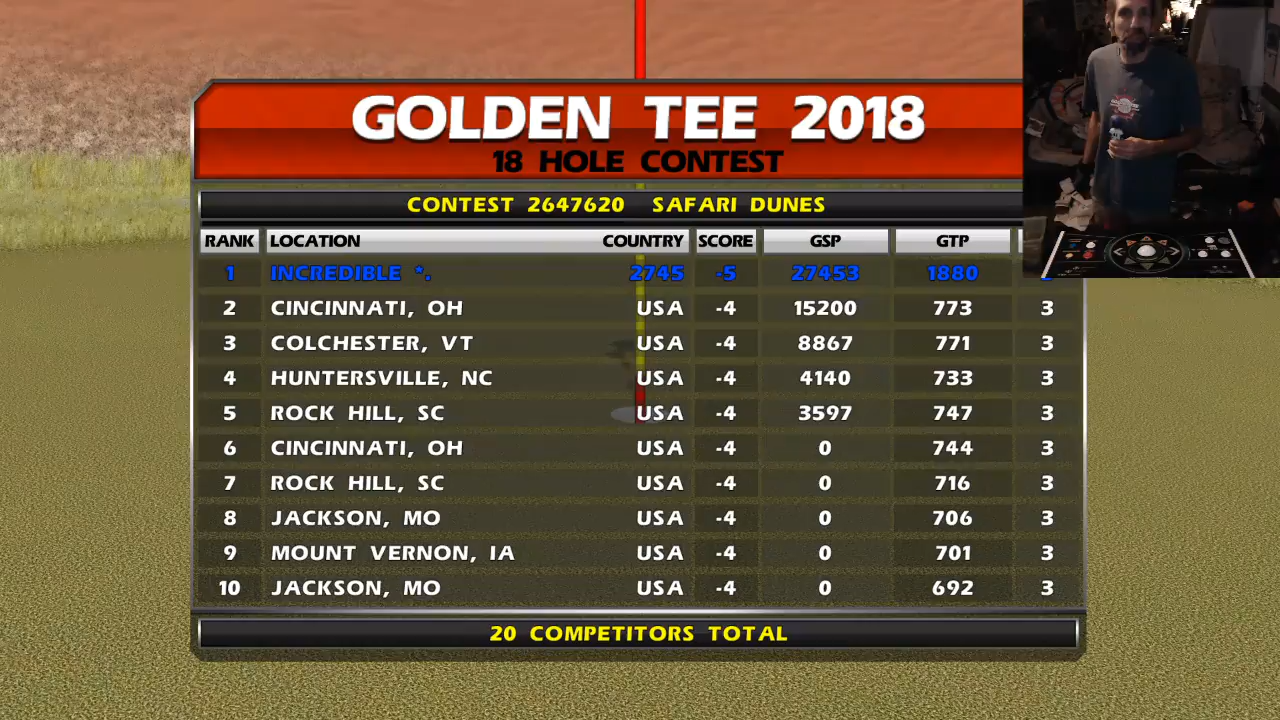 GOLDEN TEE 2018
18 HOLE CONTEST
CONTEST 2647620 SAFARI DUNES
RANK LOCATION COUNTRY SCORE GSP GTP
1 INCREDIBLE *. 2745 -5 27453 1880
2 CINCINNATI, OH USA -4 15200 773 3
3 COLCHESTER, VT USA -4 8867 771 3
4 HUNTERSVILLE, NC USA -4 4140 733 3
5 ROCK HILL, SC USA -4 3597 747 3
6 CINCINNATI, OH USA -4 0 744 3
7 ROCK HILL, SC USA -4 0 716 3
8 JACKSON, MO USA -4 0 706 3
9 MOUNT VERNON, IA USA -4 0 701 3
10 JACKSON, MO USA -4 0 692 3
20 COMPETITORS TOTAL